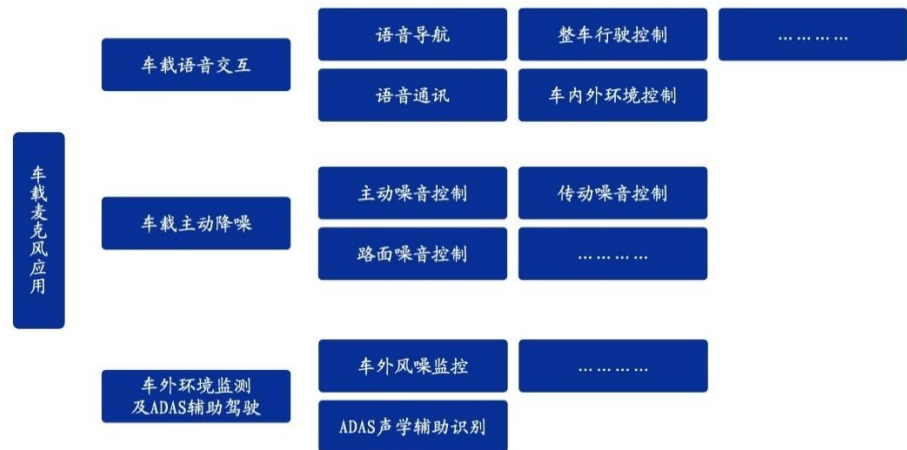 车载麦克风应用
车载语音交互
语音导航
整车行驶控制
…………
语音通讯
车内外环境控制
车载主动降噪
主动噪音控制
传动噪音控制
路面噪音控制
…………
车外环境监测
及ADAS辅助驾驶
车外风噪监控
…………
ADAS声学辅助识别